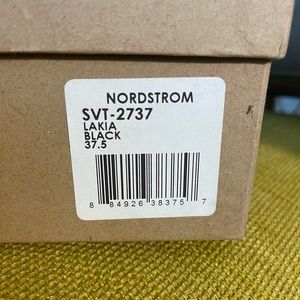 NORDSTROM
SVT-2737
LAKIA
BLACK
37.5
8 84926 38375 7